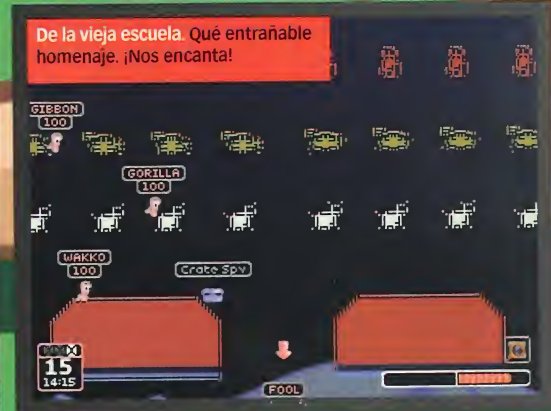 De la vieja escuela. Qué entrañable
homenaje. ¡Nos encanta!
GIBBON
100
GORILLA
100
WAKKO
100
Crate Spy
15
14:15
FOOL